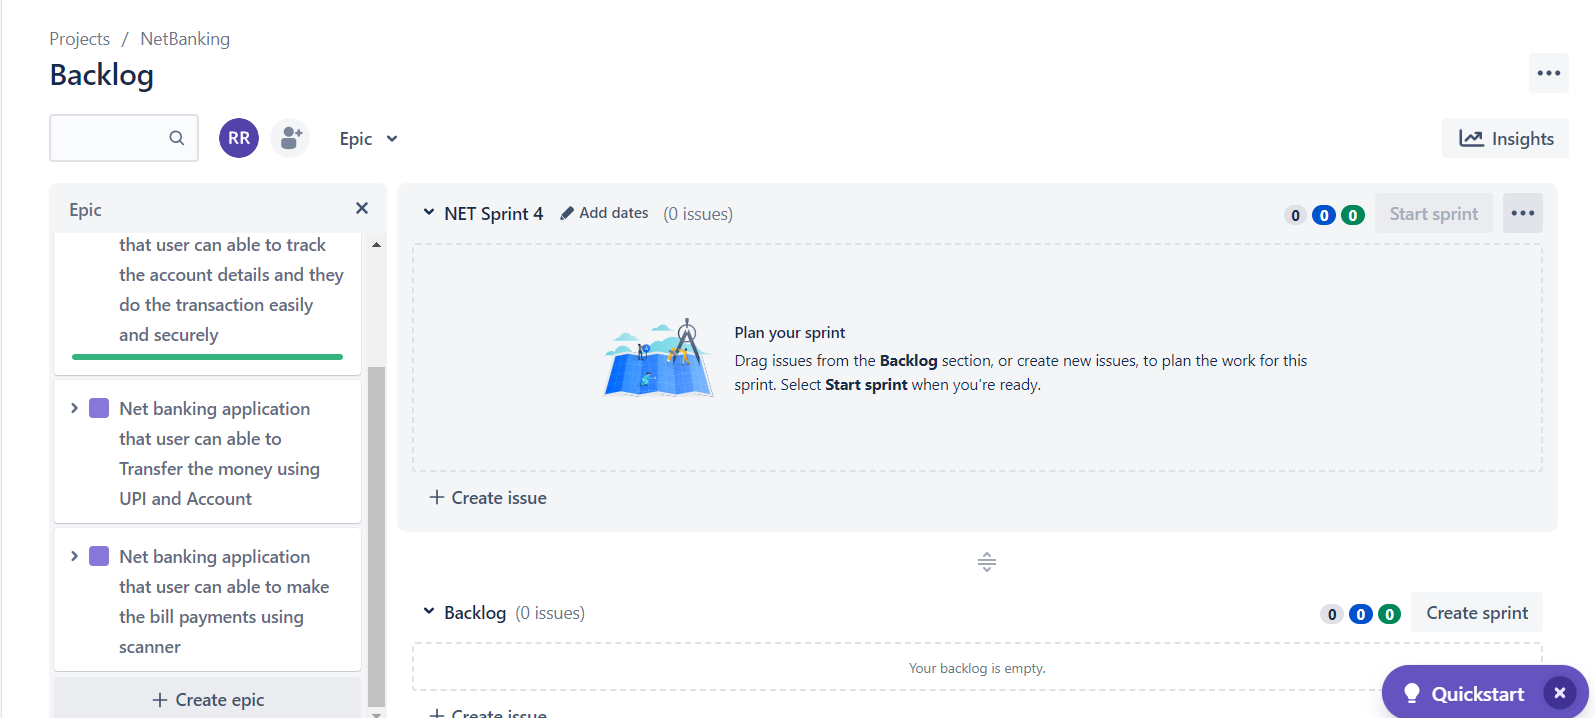 Projects / NetBanking
Backlog
RR
Epic
Insights
Epic
that user can able to track
the account details and they
do the transaction easily
and securely
Net banking application
that user can able to
Transfer the money using
UPI and Account
Net banking application
that user can able to make
the bill payments using
scanner
+ Create epic
NET Sprint 4 Add dates (0 issues)
0 0 0 Start sprint
Plan your sprint
Drag issues from the Backlog section, or create new issues, to plan the work for this
sprint. Select Start sprint when you're ready.
+ Create issue
Backlog (0 issues)
0 0 0 Create sprint
Your backlog is empty.
+ Create issue
Quickstart